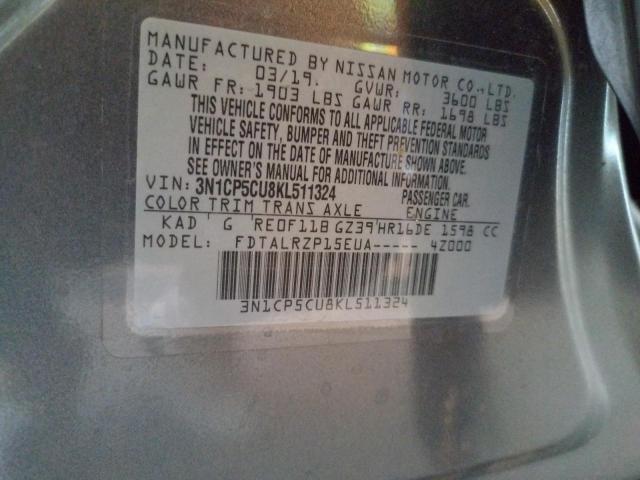 MANUFACTURED BY NISSAN MOTOR CO., LTD.
DATE: 03/19. GVWR: 3600 LBS
GAWR FR: 1903 LBS GAWR RR: 1698 LBS
THIS VEHICLE CONFORMS TO ALL APPLICABLE FEDERAL MOTOR
VEHICLE SAFETY, BUMPER AND THEFT PREVENTION STANDARDS
IN EFFECT ON THE DATE OF MANUFACTURE SHOWN ABOVE.
SEE OWNER'S MANUAL FOR ADDITIONAL INFORMATION.
VIN: 3N1CP5CU8KL511324 PASSENGER CAR.
COLOR TRIM TRANS AXLE ENGINE
KAD G RE0F11B GZ39 HR16DE 1598 CC
MODEL: FDTALRZP15EUA----- 4Z000
3N1CP5CU8KL511324